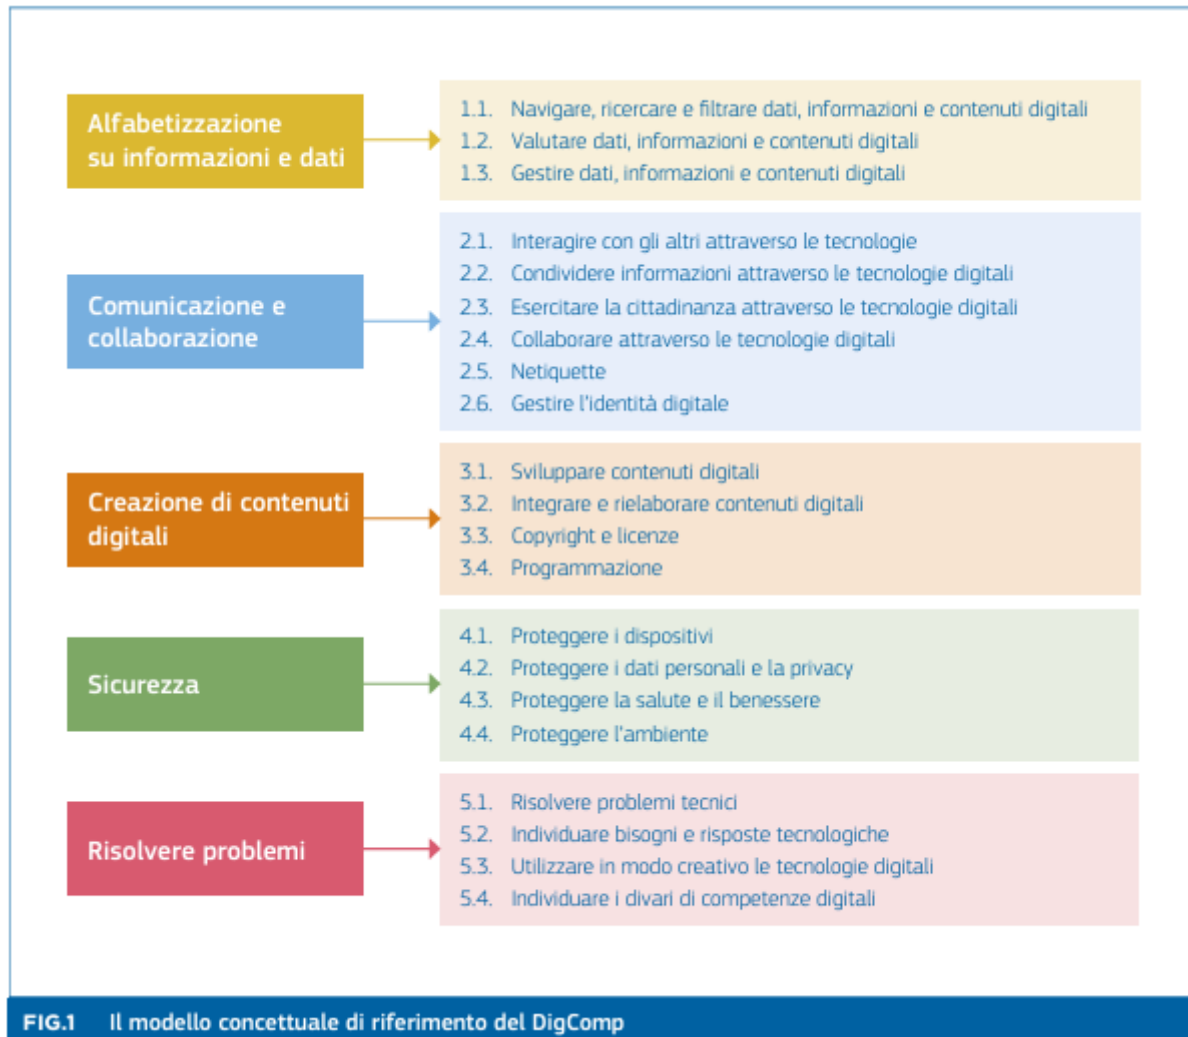 Alfabetizzazione
su informazioni e dati
1.1. Navigare, ricercare e filtrare dati, informazioni e contenuti digitali
1.2. Valutare dati, informazioni e contenuti digitali
1.3. Gestire dati, informazioni e contenuti digitali
Comunicazione e
collaborazione
2.1. Interagire con gli altri attraverso le tecnologie
2.2. Condividere informazioni attraverso le tecnologie digitali
2.3. Esercitare la cittadinanza attraverso le tecnologie digitali
2.4. Collaborare attraverso le tecnologie digitali
2.5. Netiquette
2.6. Gestire l'identità digitale
Creazione di contenuti
digitali
3.1. Sviluppare contenuti digitali
3.2. Integrare e rielaborare contenuti digitali
3.3. Copyright e licenze
3.4. Programmazione
Sicurezza
4.1. Proteggere i dispositivi
4.2. Proteggere i dati personali e la privacy
4.3. Proteggere la salute e il benessere
4.4. Proteggere l'ambiente
Risolvere problemi
5.1. Risolvere problemi tecnici
5.2. Individuare bisogni e risposte tecnologiche
5.3. Utilizzare in modo creativo le tecnologie digitali
5.4. Individuare i divari di competenze digitali
FIG.1 Il modello concettuale di riferimento del DigComp